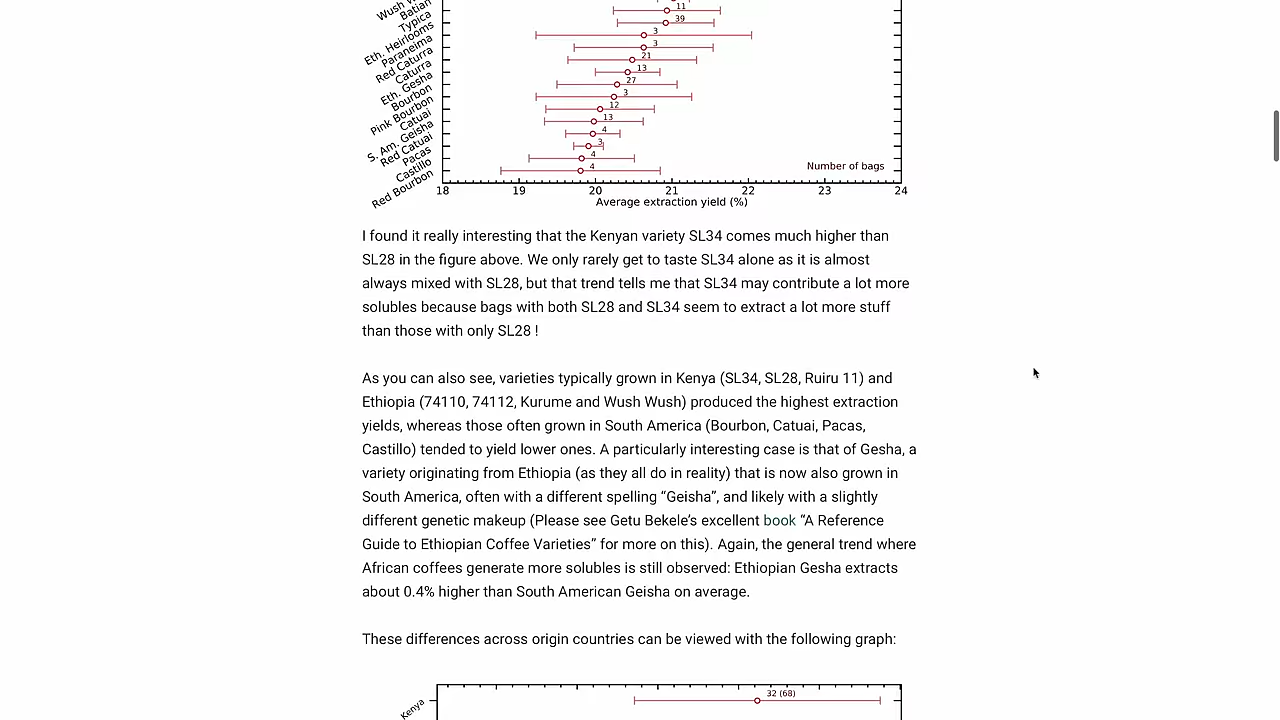 Wush W
Batian
Typica
Eth. Heirlooms
Paraneima
Red Caturra
Caturra
Eth. Gesha
Bourbon
Pink Bourbon
Catuai
S. Am. Geisha
Red Catuai
Pacas
Castillo
Red Bourbon
11
39
3
3
21
13
27
3
12
13
4
3
4
4
Number of bags
18 19 20 21 22 23 24
Average extraction yield (%)
I found it really interesting that the Kenyan variety SL34 comes much higher than
SL28 in the figure above. We only rarely get to taste SL34 alone as it is almost
always mixed with SL28, but that trend tells me that SL34 may contribute a lot more
solubles because bags with both SL28 and SL34 seem to extract a lot more stuff
than those with only SL28 !
As you can also see, varieties typically grown in Kenya (SL34, SL28, Ruiru 11) and
Ethiopia (74110, 74112, Kurume and Wush Wush) produced the highest extraction
yields, whereas those often grown in South America (Bourbon, Catuai, Pacas,
Castillo) tended to yield lower ones. A particularly interesting case is that of Gesha, a
variety originating from Ethiopia (as they all do in reality) that is now also grown in
South America, often with a different spelling “Geisha”, and likely with a slightly
different genetic makeup (Please see Getu Bekele’s excellent book “A Reference
Guide to Ethiopian Coffee Varieties” for more on this). Again, the general trend where
African coffees generate more solubles is still observed: Ethiopian Gesha extracts
about 0.4% higher than South American Geisha on average.
These differences across origin countries can be viewed with the following graph:
32 (68)
Kenya